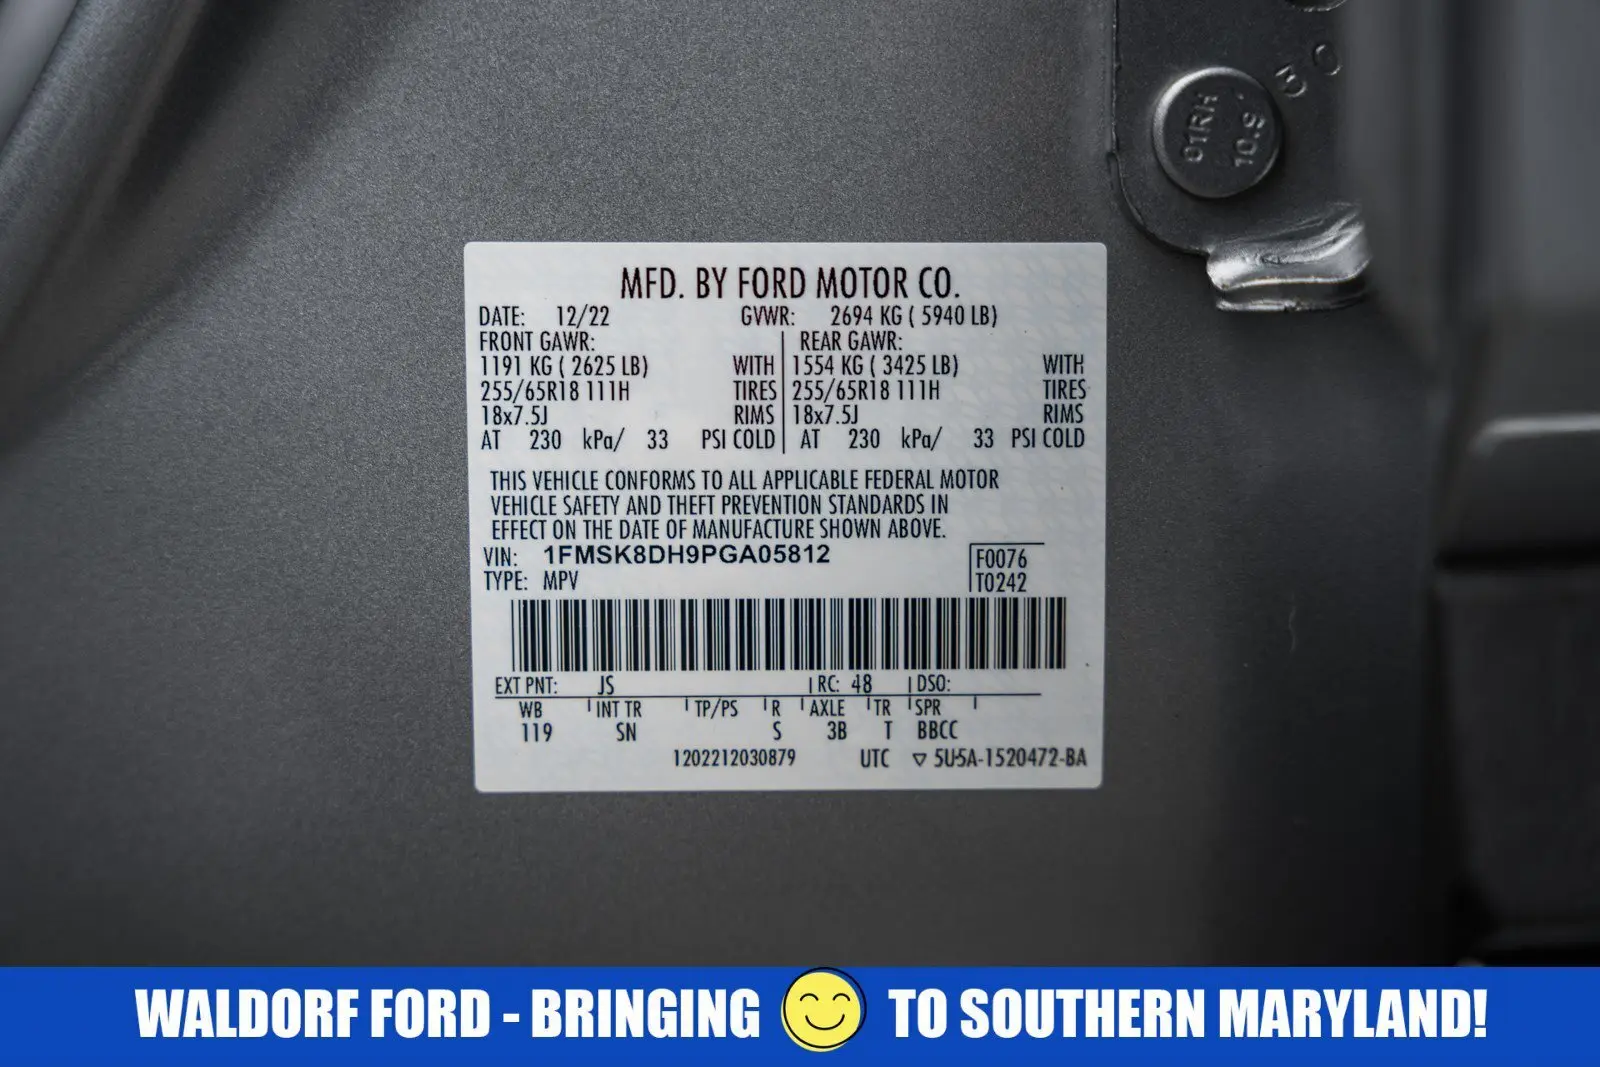 01RH
10.9
30
MFD. BY FORD MOTOR CO.
DATE: 12/22 GVWR: 2694 KG ( 5940 LB)
FRONT GAWR: REAR GAWR:
1191 KG ( 2625 LB) WITH 1554 KG ( 3425 LB) WITH
255/65R18 111H TIRES 255/65R18 111H TIRES
18x7.5J RIMS 18x7.5J RIMS
AT 230 kPa/ 33 PSI COLD AT 230 kPa/ 33 PSI COLD
THIS VEHICLE CONFORMS TO ALL APPLICABLE FEDERAL MOTOR
VEHICLE SAFETY AND THEFT PREVENTION STANDARDS IN
EFFECT ON THE DATE OF MANUFACTURE SHOWN ABOVE.
VIN: 1FMSK8DH9PGA05812 F0076
TYPE: MPV T0242
EXT PNT: JS RC: 48 DSO:
WB INT TR TP/PS R AXLE TR SPR
119 SN S 3B T BBCC
1202212030879 UTC ▽ 5U5A-1520472-BA
WALDORF FORD - BRINGING 😊 TO SOUTHERN MARYLAND!